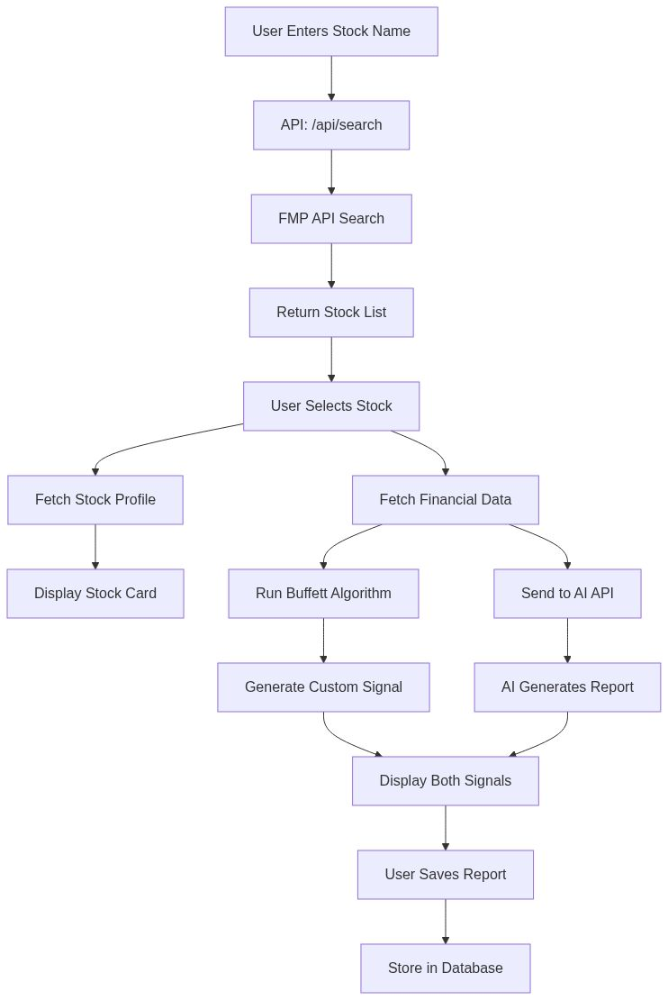 User Enters Stock Name
API: /api/search
FMP API Search
Return Stock List
User Selects Stock
Fetch Stock Profile
Fetch Financial Data
Display Stock Card
Run Buffett Algorithm
Send to AI API
Generate Custom Signal
AI Generates Report
Display Both Signals
User Saves Report
Store in Database